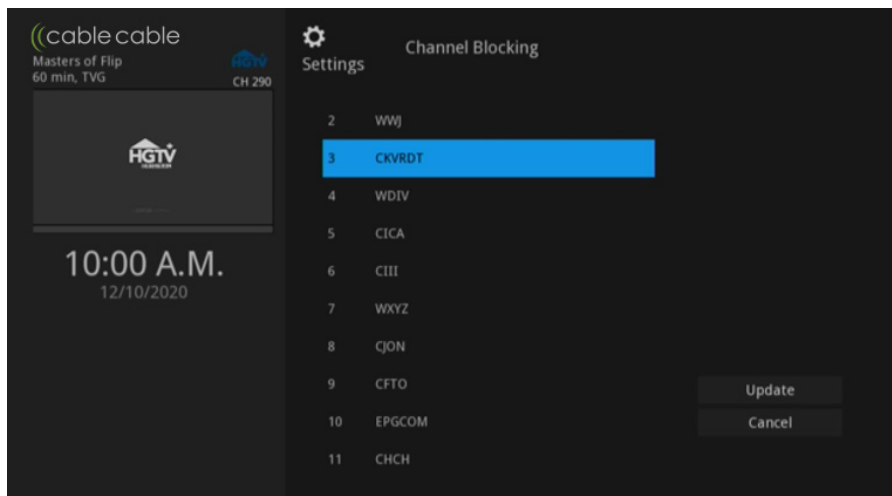 cable cable
Masters of Flip
60 min, TVG
HGTV
CH 290
HGTV
10:00 A.M.
12/10/2020
Settings
Channel Blocking
2 WWJ
3 CKVRDT
4 WDIV
5 CICA
6 CIII
7 WXYZ
8 CJON
9 CFTO
10 EPGCOM
11 CHCH
Update
Cancel